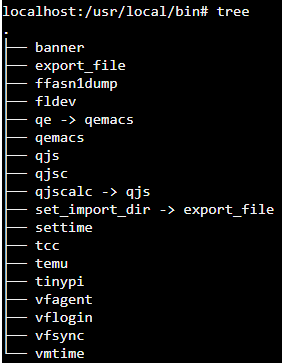 localhost:/usr/local/bin# tree
.
├── banner
├── export_file
├── ffasn1dump
├── fldev
├── qe -> qemacs
├── qemacs
├── qjs
├── qjsc
├── qjscalc -> qjs
├── set_import_dir -> export_file
├── settime
├── tcc
├── temu
├── tinypi
├── vfagent
├── vflogin
├── vfsync
├── vmtime